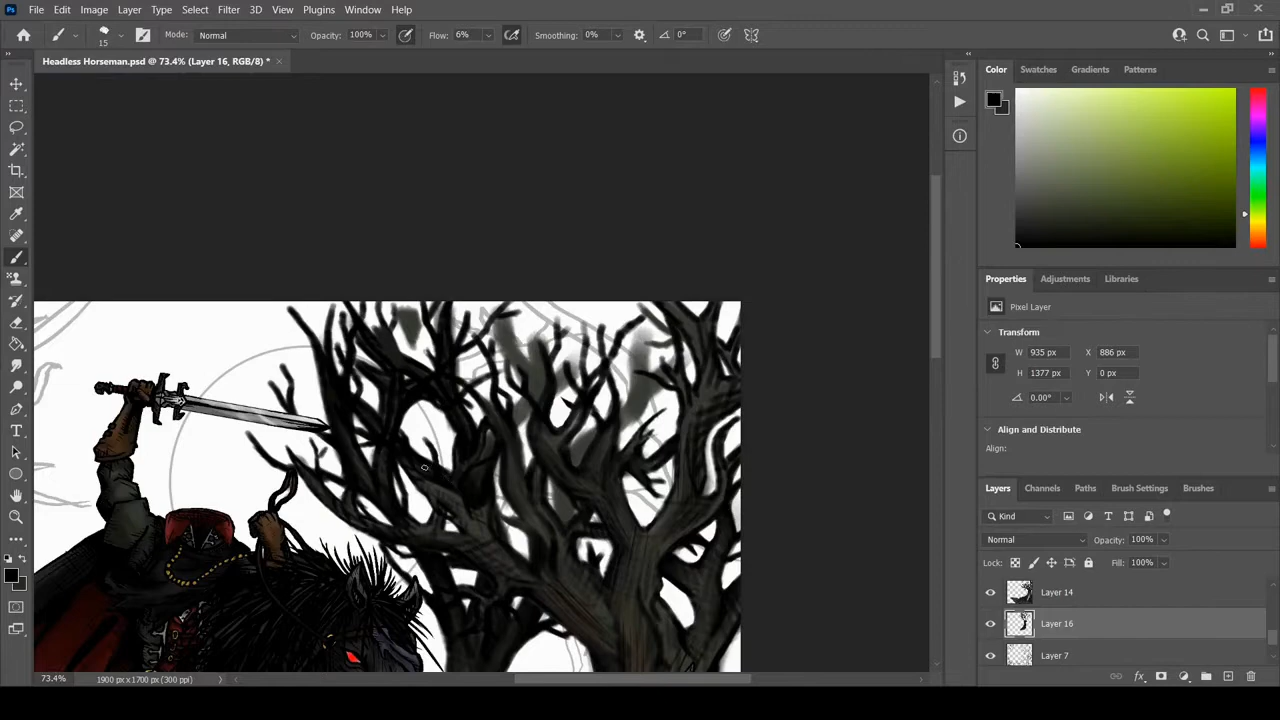 Ps File Edit Image Layer Type Select Filter 3D View Plugins Window Help
15 Mode: Normal Opacity: 100% Flow: 6% Smoothing: 0% 0°
Headless Horseman.psd @ 73.4% (Layer 16, RGB/8) *
Color Swatches Gradients Patterns
Properties Adjustments Libraries
Pixel Layer
Transform
W 935 px X 886 px
H 1377 px Y 0 px
0.00°
Align and Distribute
Align:
Layers Channels Paths Brush Settings Brushes
Kind
Normal Opacity: 100%
Lock: Fill: 100%
Layer 14
Layer 16
Layer 7
73.4% 1900 px x 1700 px (300 ppi)